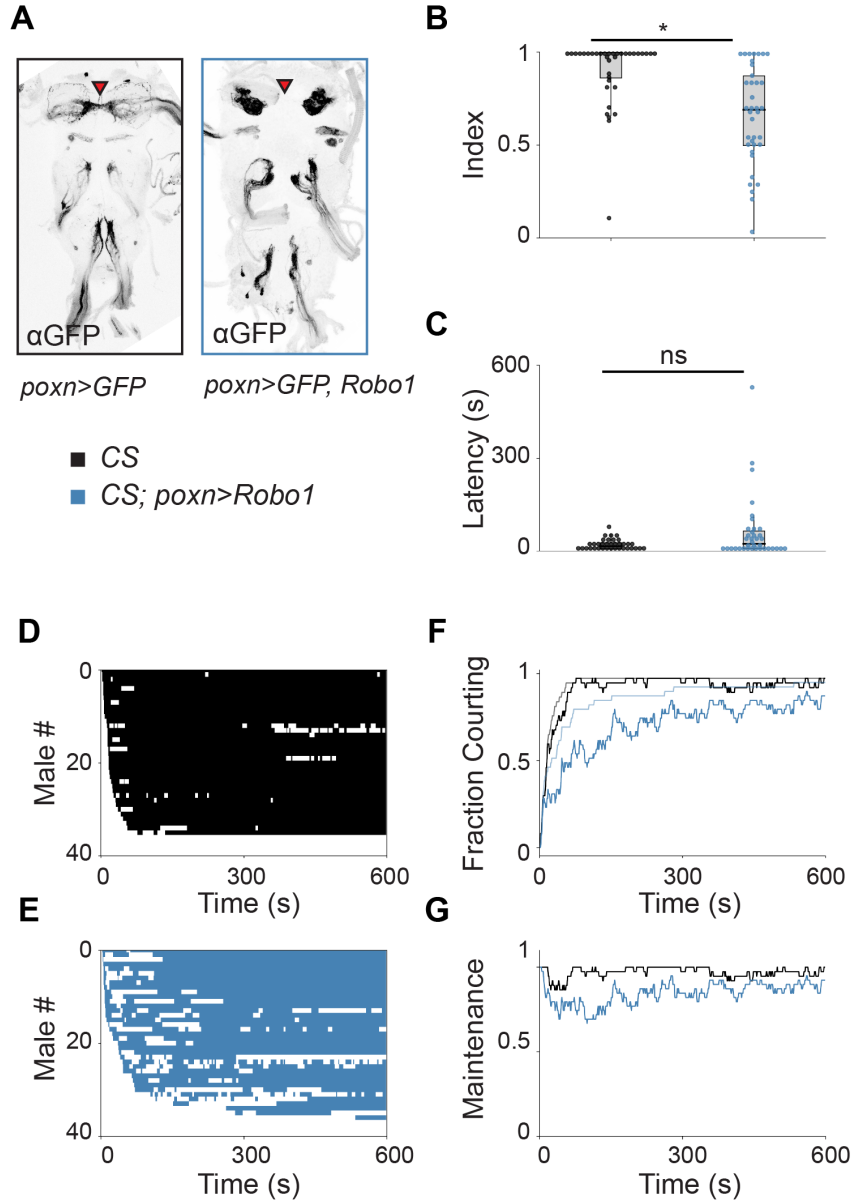 A
αGFP
αGFP
poxn>GFP
poxn>GFP, Robo1
CS
CS; poxn>Robo1
B
*
1
0.5
0
Index
C
ns
600
300
0
Latency (s)
D
0
20
40
Male #
0
300
600
Time (s)
E
0
20
40
Male #
0
300
600
Time (s)
F
1
0.5
0
Fraction Courting
0
300
600
Time (s)
G
1
0.5
0
Maintenance
0
300
600
Time (s)